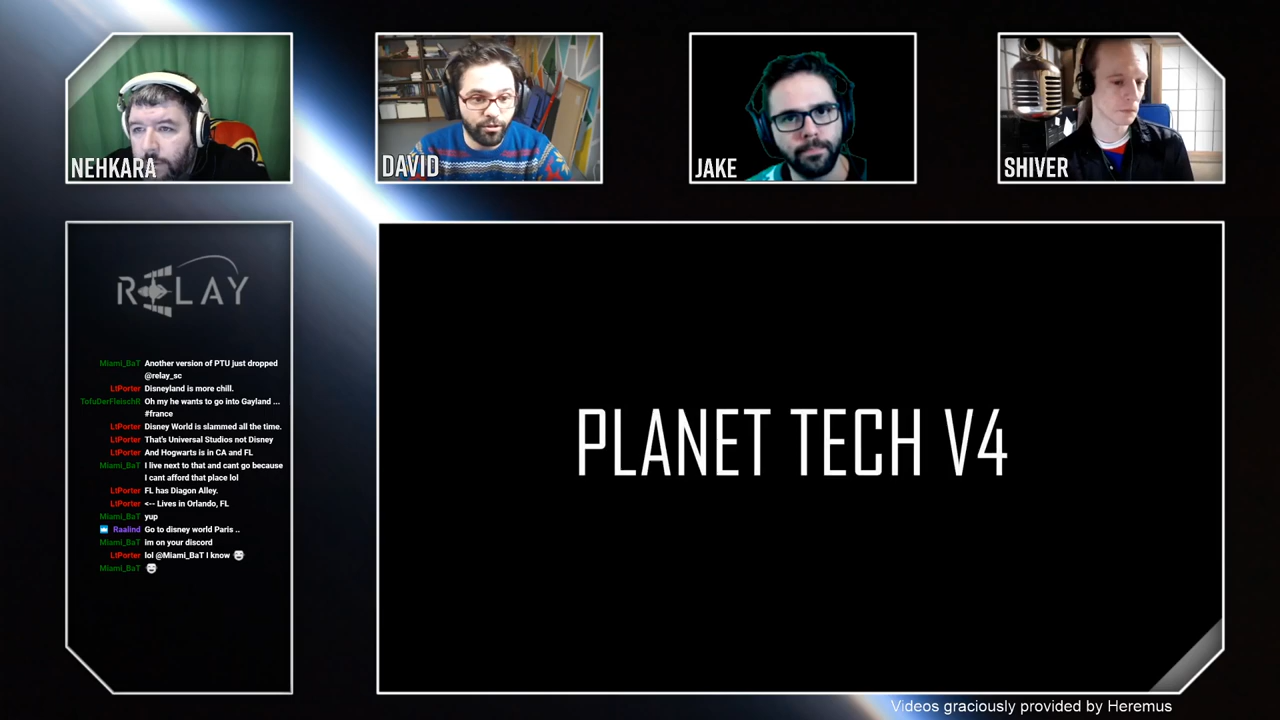 NEHKARA
DAVID
JAKE
SHIVER
RELAY
Miami_BaT Another version of PTU just dropped
@relay_sc
LtPorter Disneyland is more chill.
TofuDerFleischR Oh my he wants to go into Gayland ...
#france
LtPorter Disney World is slammed all the time.
LtPorter That's Universal Studios not Disney
LtPorter And Hogwarts is in CA and FL
Miami_BaT I live next to that and cant go because
I cant afford that place lol
LtPorter FL has Diagon Alley.
LtPorter <-- Lives in Orlando, FL
Miami_BaT yup
Raalind Go to disney world Paris ..
Miami_BaT im on your discord
LtPorter lol @Miami_BaT I know
Miami_BaT
PLANET TECH V4
Videos graciously provided by Heremus